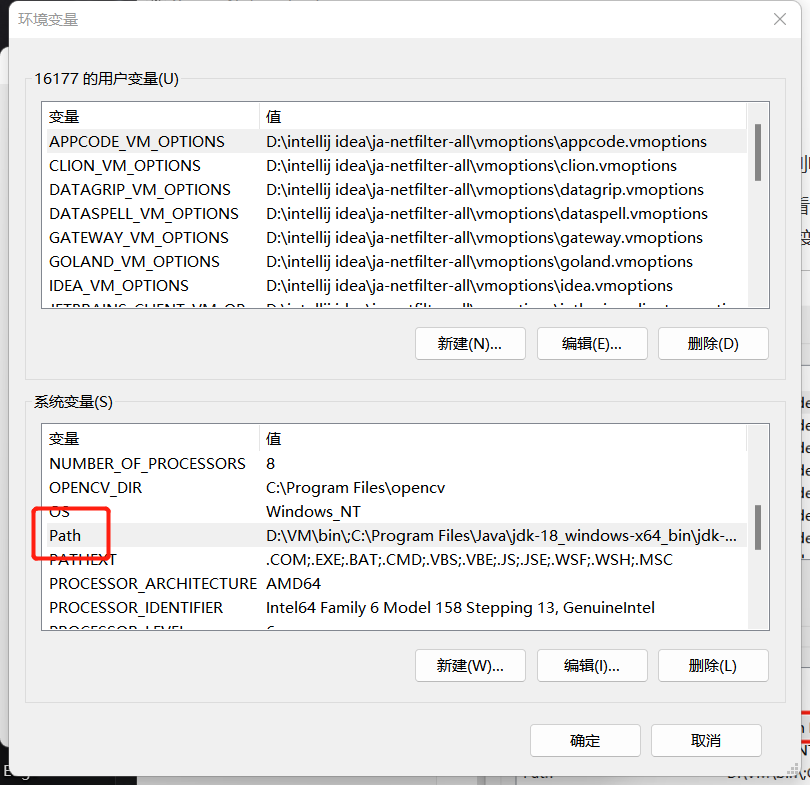 环境变量
16177 的用户变量(U)
变量 值
APPCODE_VM_OPTIONS D:\intellij idea\ja-netfilter-all\vmoptions\appcode.vmoptions
CLION_VM_OPTIONS D:\intellij idea\ja-netfilter-all\vmoptions\clion.vmoptions
DATAGRIP_VM_OPTIONS D:\intellij idea\ja-netfilter-all\vmoptions\datagrip.vmoptions
DATASPELL_VM_OPTIONS D:\intellij idea\ja-netfilter-all\vmoptions\dataspell.vmoptions
GATEWAY_VM_OPTIONS D:\intellij idea\ja-netfilter-all\vmoptions\gateway.vmoptions
GOLAND_VM_OPTIONS D:\intellij idea\ja-netfilter-all\vmoptions\goland.vmoptions
IDEA_VM_OPTIONS D:\intellij idea\ja-netfilter-all\vmoptions\idea.vmoptions
新建(N)... 编辑(E)... 删除(D)
系统变量(S)
变量 值
NUMBER_OF_PROCESSORS 8
OPENCV_DIR C:\Program Files\opencv
OS Windows_NT
Path D:\VM\bin\;C:\Program Files\Java\jdk-18_windows-x64_bin\jdk-...
PATHEXT .COM;.EXE;.BAT;.CMD;.VBS;.VBE;.JS;.JSE;.WSF;.WSH;.MSC
PROCESSOR_ARCHITECTURE AMD64
PROCESSOR_IDENTIFIER Intel64 Family 6 Model 158 Stepping 13, GenuineIntel
新建(W)... 编辑(I)... 删除(L)
确定 取消